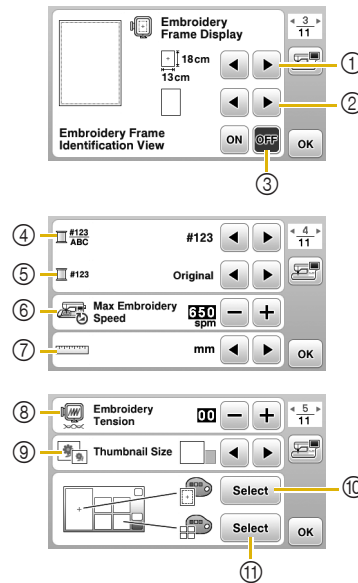 Embroidery
Frame Display
3
11
18cm
13cm
①
②
Embroidery Frame
Identification View
ON
OFF
OK
③
④
#123
ABC
#123
4
11
⑤
#123
Original
⑥
Max Embroidery
Speed
650
spm
⑦
mm
OK
⑧
Embroidery
Tension
00
5
11
⑨
Thumbnail Size
Select
⑩
Select
OK
⑪